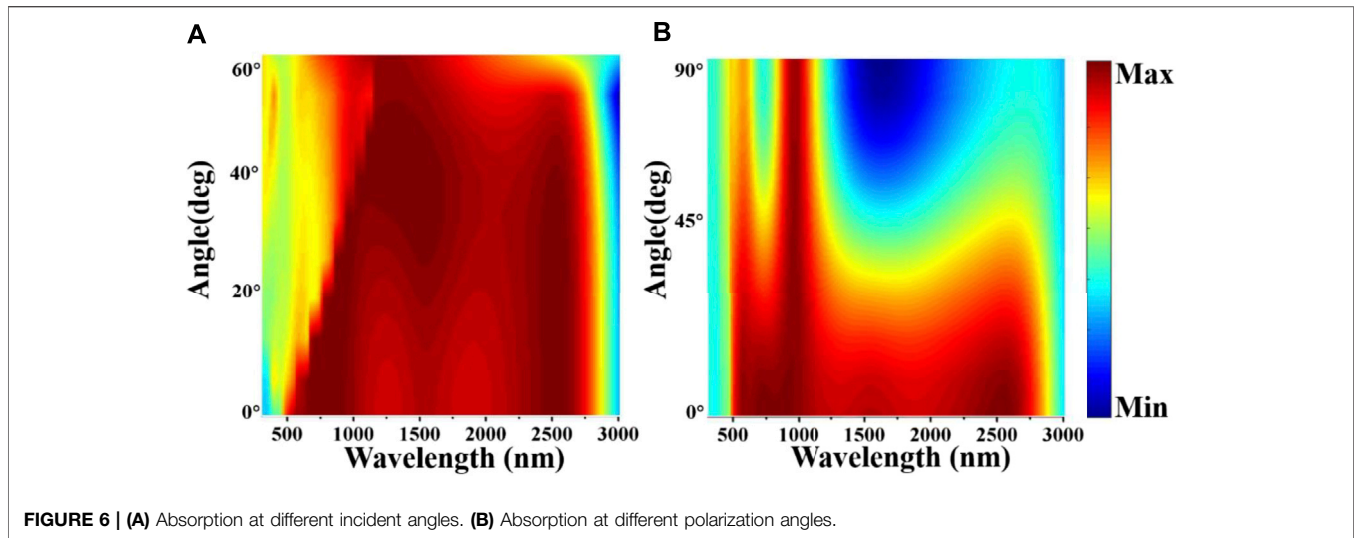 A
B
60°
40°
20°
0°
Angle(deg)
500 1000 1500 2000 2500 3000
Wavelength (nm)
90°
45°
0°
Angle(deg)
500 1000 1500 2000 2500 3000
Wavelength (nm)
Max
Min
FIGURE 6 | (A) Absorption at different incident angles. (B) Absorption at different polarization angles.